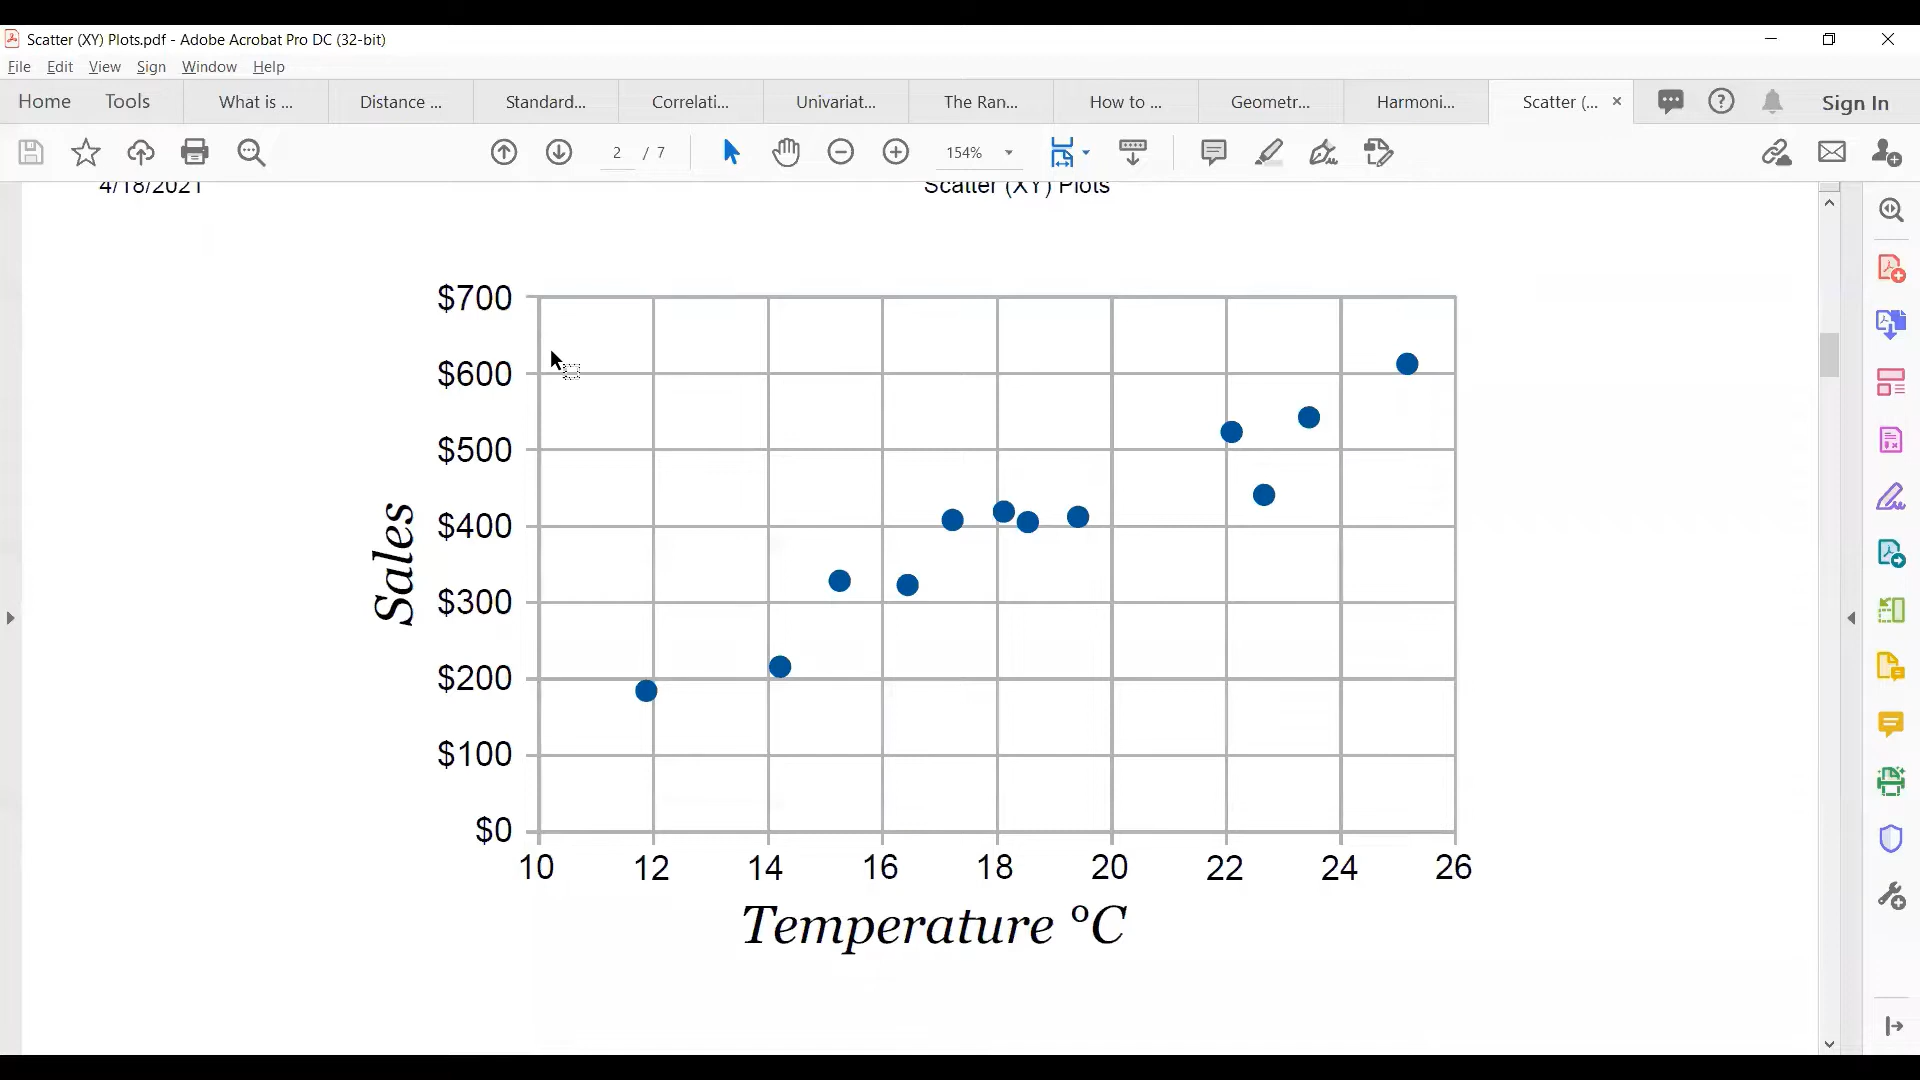 Scatter (XY) Plots.pdf - Adobe Acrobat Pro DC (32-bit)
File Edit View Sign Window Help
Home Tools What is ... Distance ... Standard... Correlati... Univariat... The Ran... How to ... Geometr... Harmoni... Scatter (... × Sign In
2 / 7 154%
4/18/2021 Scatter (XY) Plots
$700
$600
$500
$400
$300
$200
$100
$0
Sales
10 12 14 16 18 20 22 24 26
Temperature °C